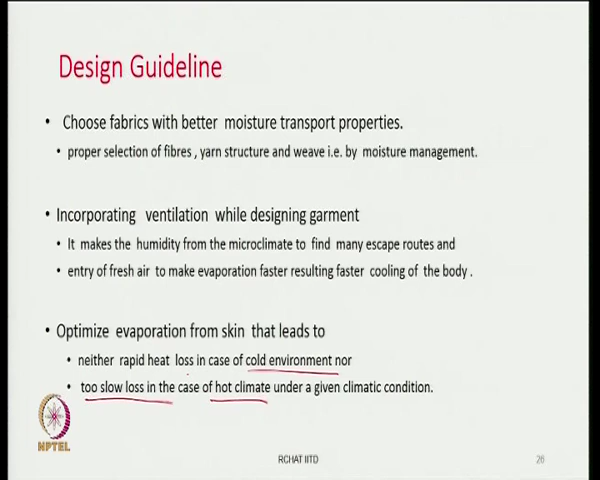 Design Guideline
• Choose fabrics with better moisture transport properties.
• proper selection of fibres , yarn structure and weave i.e. by moisture management.
• Incorporating ventilation while designing garment
• It makes the humidity from the microclimate to find many escape routes and
• entry of fresh air to make evaporation faster resulting faster cooling of the body .
• Optimize evaporation from skin that leads to
• neither rapid heat loss in case of cold environment nor
• too slow loss in the case of hot climate under a given climatic condition.
NPTEL
RCHAT IITD
26